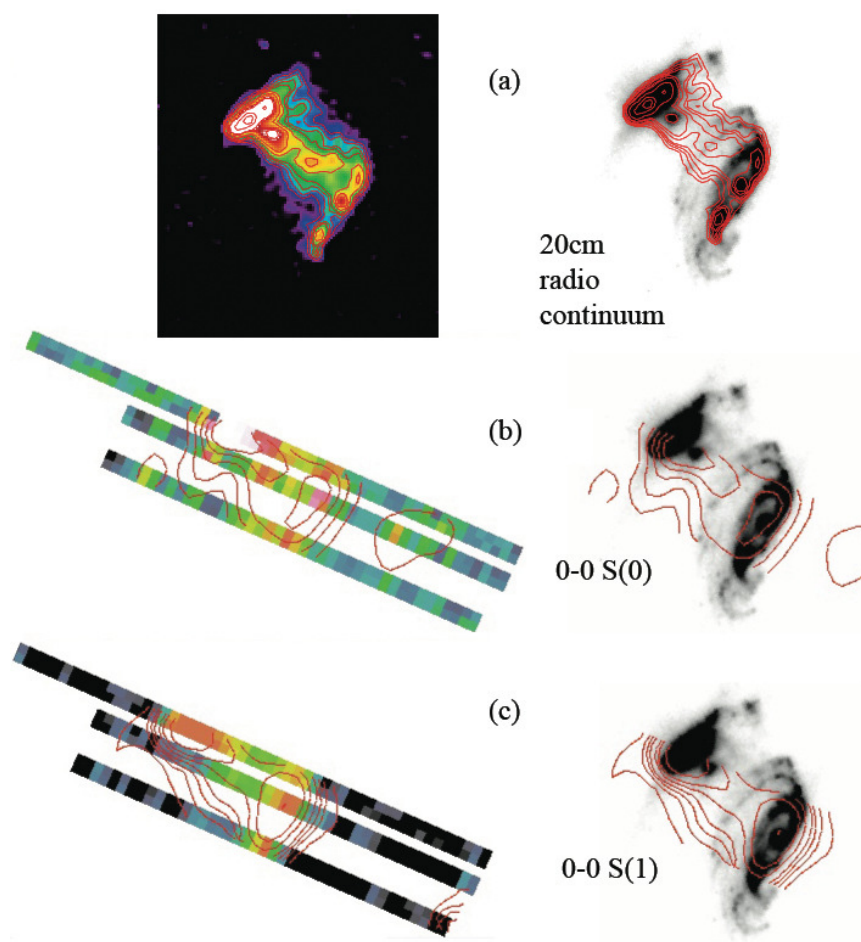 (a)
20cm
radio
continuum
(b)
0-0 S(0)
(c)
0-0 S(1)